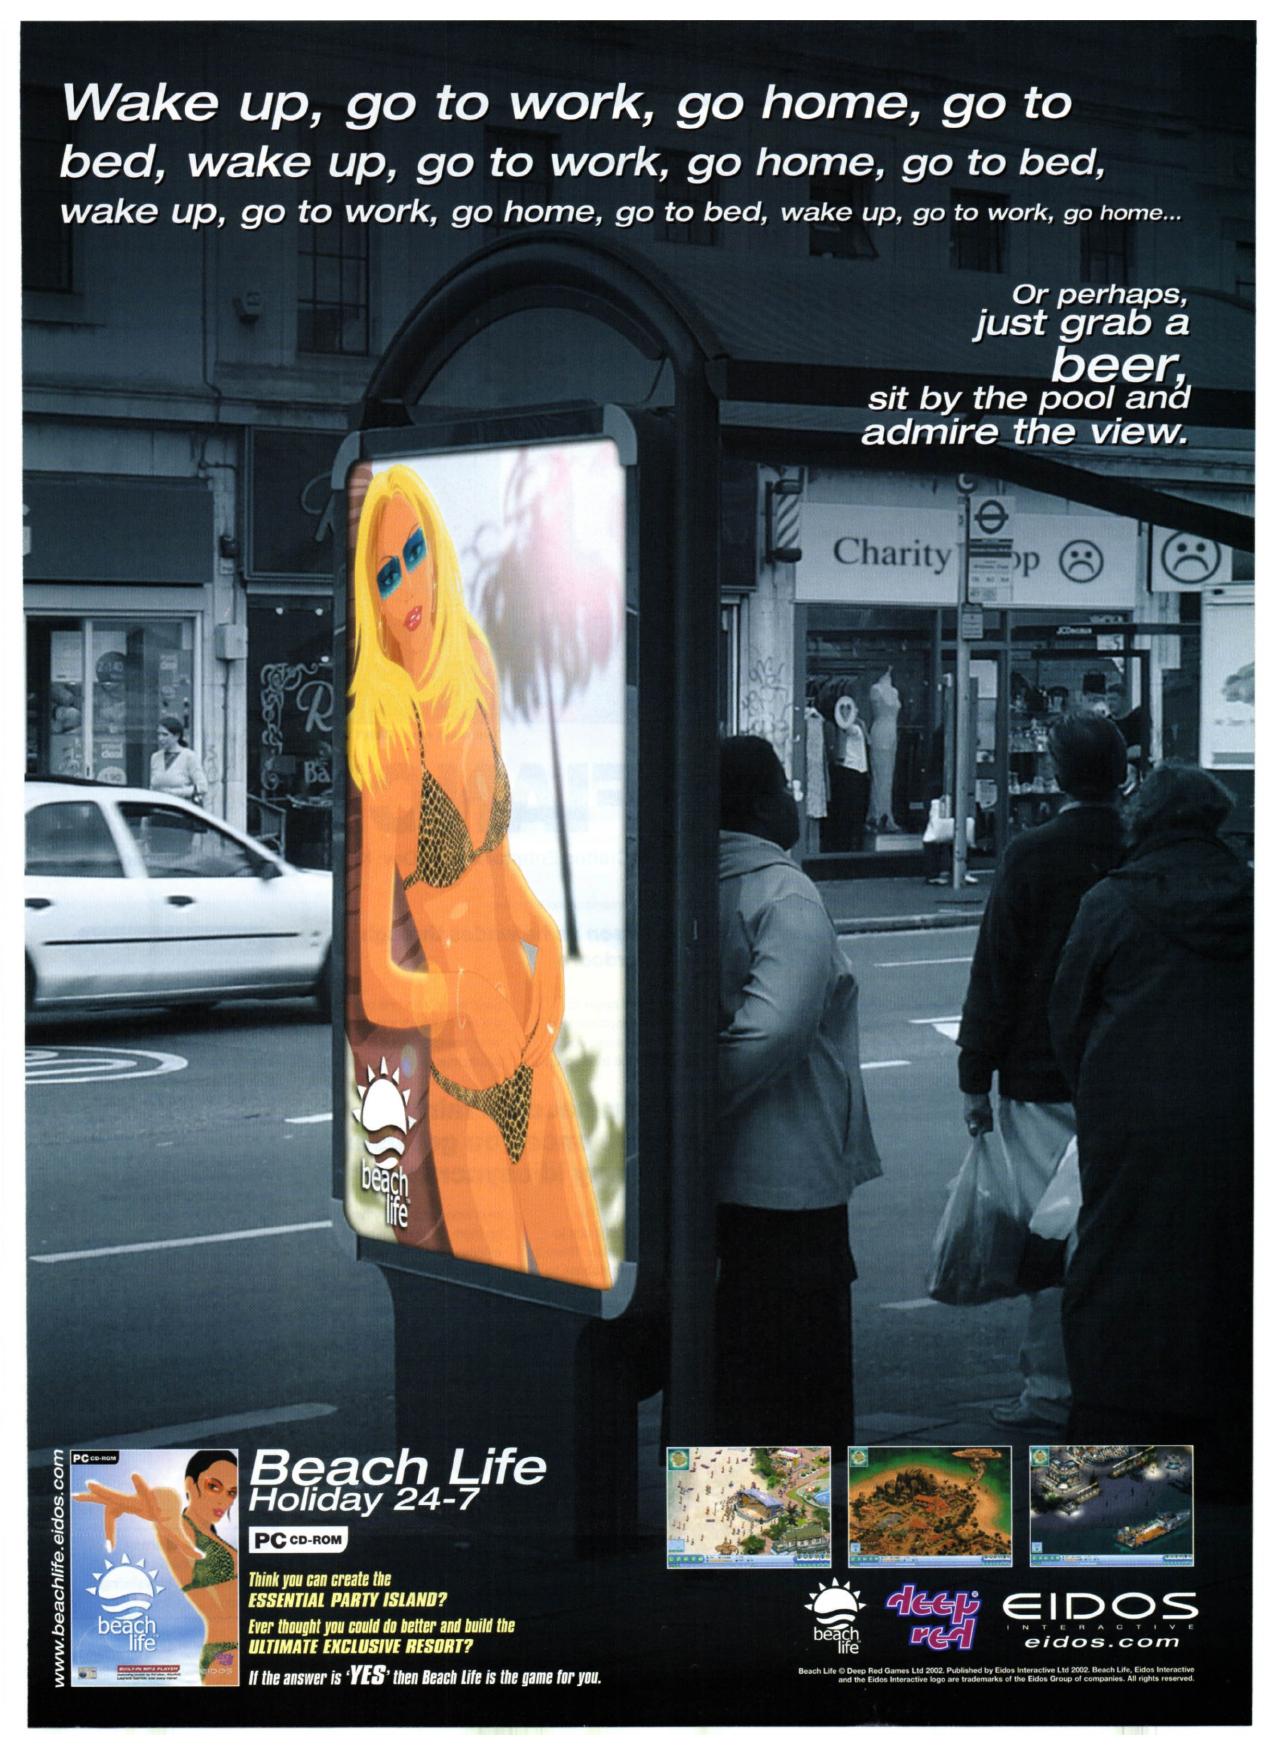 Wake up, go to work, go home, go to
bed, wake up, go to work, go home, go to bed,
wake up, go to work, go home, go to bed, wake up, go to work, go home...
Or perhaps,
just grab a
beer,
sit by the pool and
admire the view.
Charity
op
beach
life
www.beachlife.eidos.com
PC CD-ROM
beach
life
EIDOS
Beach Life
Holiday 24-7
PC CD-ROM
Think you can create the
ESSENTIAL PARTY ISLAND?
Ever thought you could do better and build the
ULTIMATE EXCLUSIVE RESORT?
If the answer is 'YES' then Beach Life is the game for you.
beach
life
deep
red
EIDOS
INTERACTIVE
eidos.com
Beach Life © Deep Red Games Ltd 2002. Published by Eidos Interactive Ltd 2002. Beach Life, Eidos Interactive
and the Eidos Interactive logo are trademarks of the Eidos Group of companies. All rights reserved.